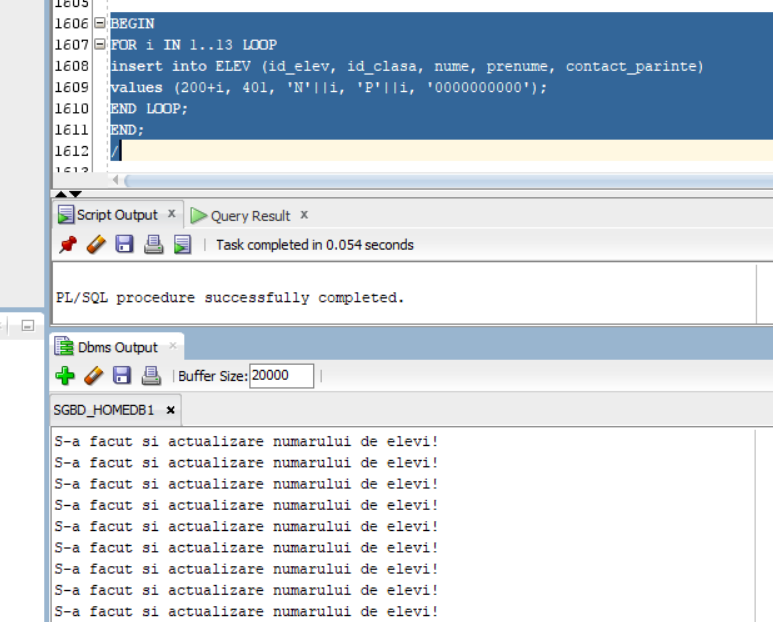 1605
1606 BEGIN
1607 FOR i IN 1..13 LOOP
1608 insert into ELEV (id_elev, id_clasa, nume, prenume, contact_parinte)
1609 values (200+i, 401, 'N'||i, 'P'||i, '0000000000');
1610 END LOOP;
1611 END;
1612 /
1613
Script Output x Query Result x
Task completed in 0.054 seconds
PL/SQL procedure successfully completed.
Dbms Output x
Buffer Size: 20000
SGBD_HOMEDB1 x
S-a facut si actualizare numarului de elevi!
S-a facut si actualizare numarului de elevi!
S-a facut si actualizare numarului de elevi!
S-a facut si actualizare numarului de elevi!
S-a facut si actualizare numarului de elevi!
S-a facut si actualizare numarului de elevi!
S-a facut si actualizare numarului de elevi!
S-a facut si actualizare numarului de elevi!
S-a facut si actualizare numarului de elevi!